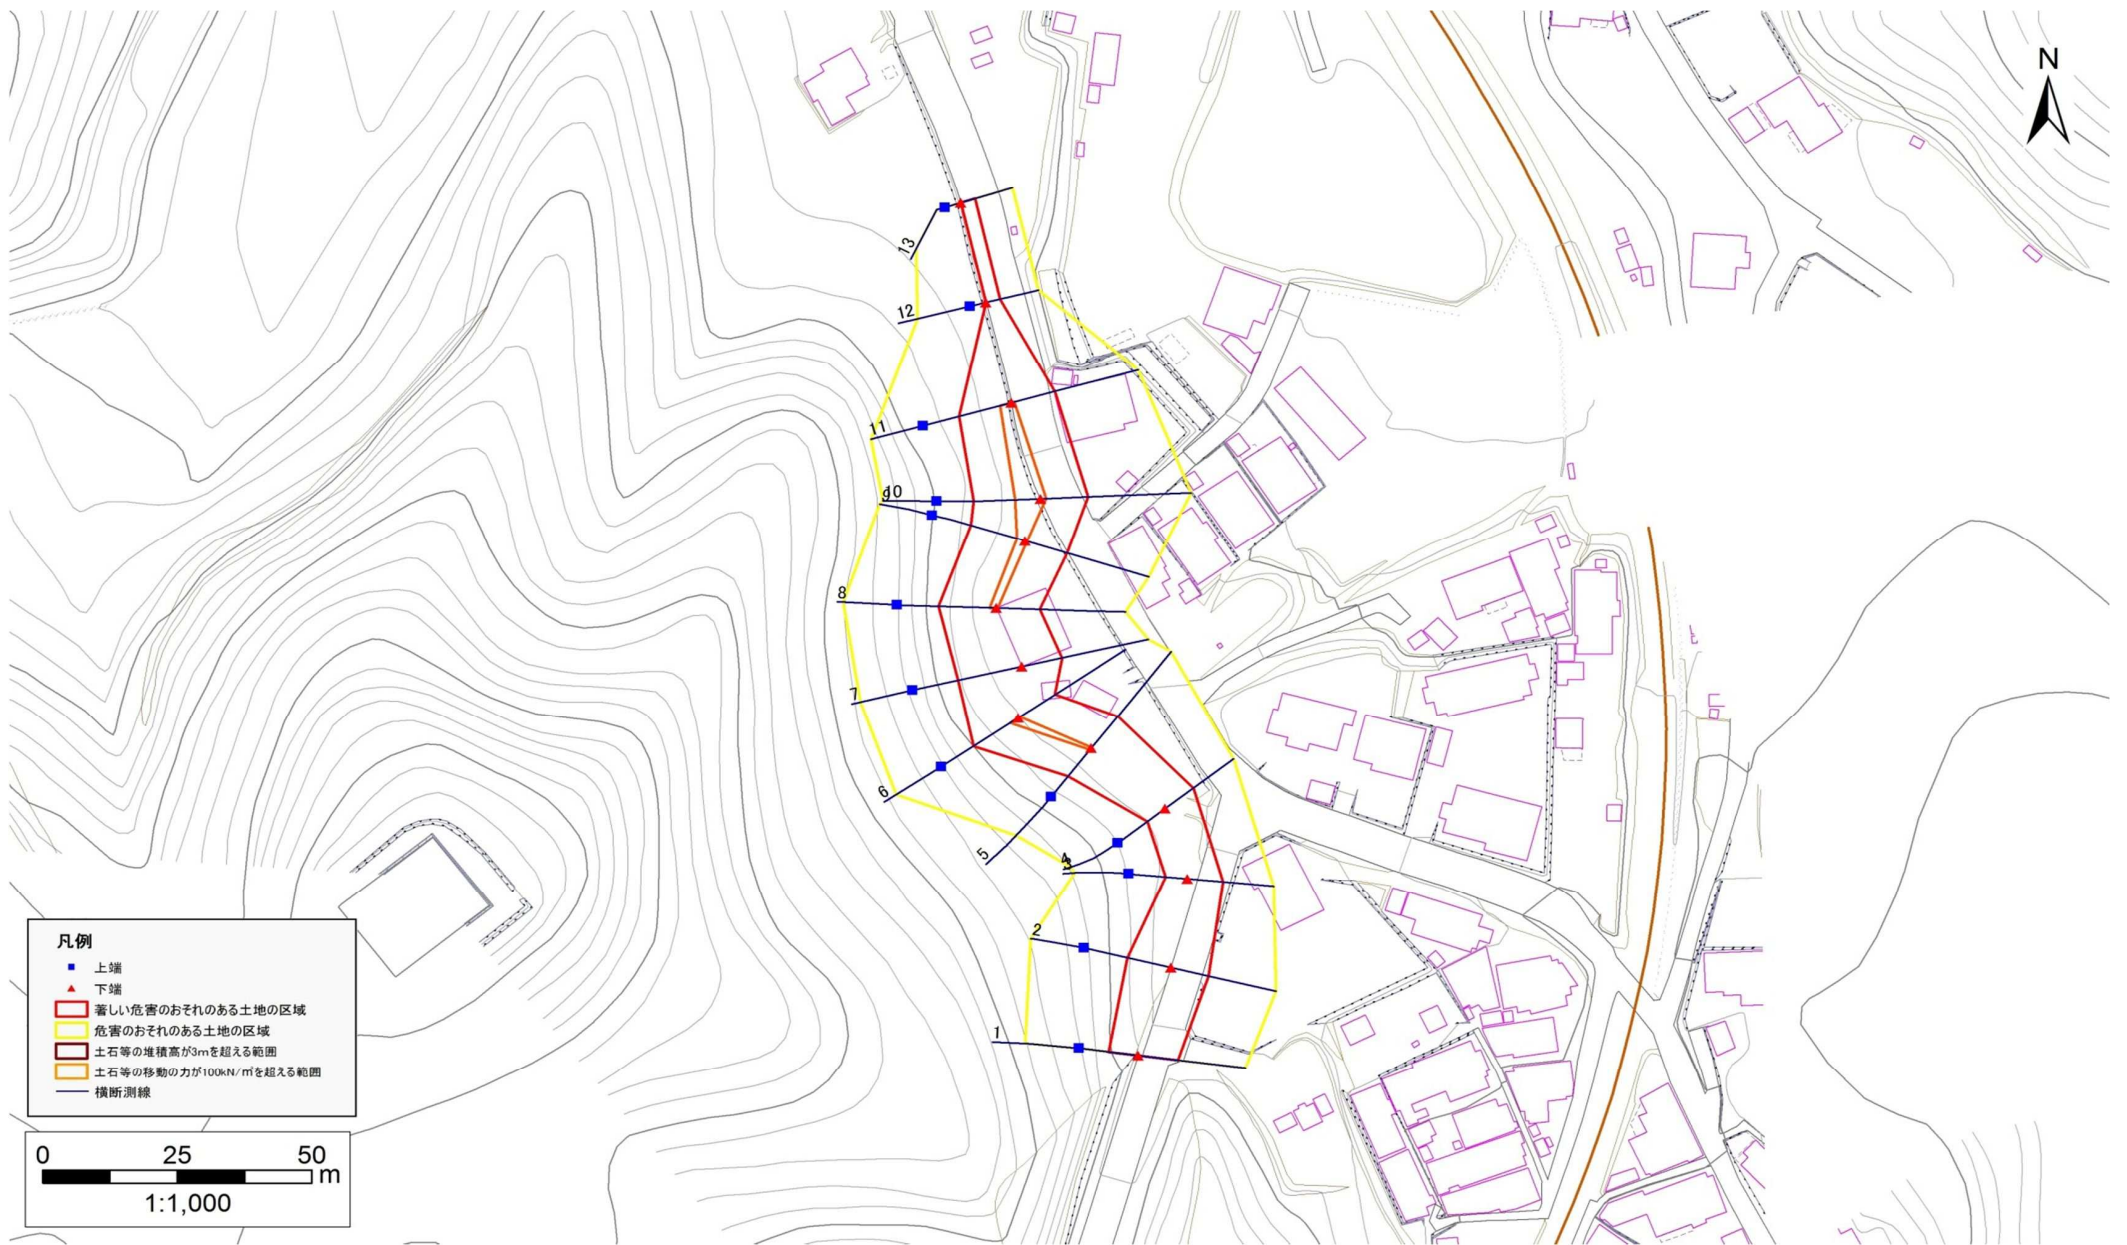 N
13
12
11
10
9
8
7
6
5
4
3
2
1
凡例
上端
下端
著しい危害のおそれのある土地の区域
危害のおそれのある土地の区域
土石等の堆積高が3mを超える範囲
土石等の移動の力が100kN/㎡を超える範囲
横断測線
0 25 50
m
1:1,000